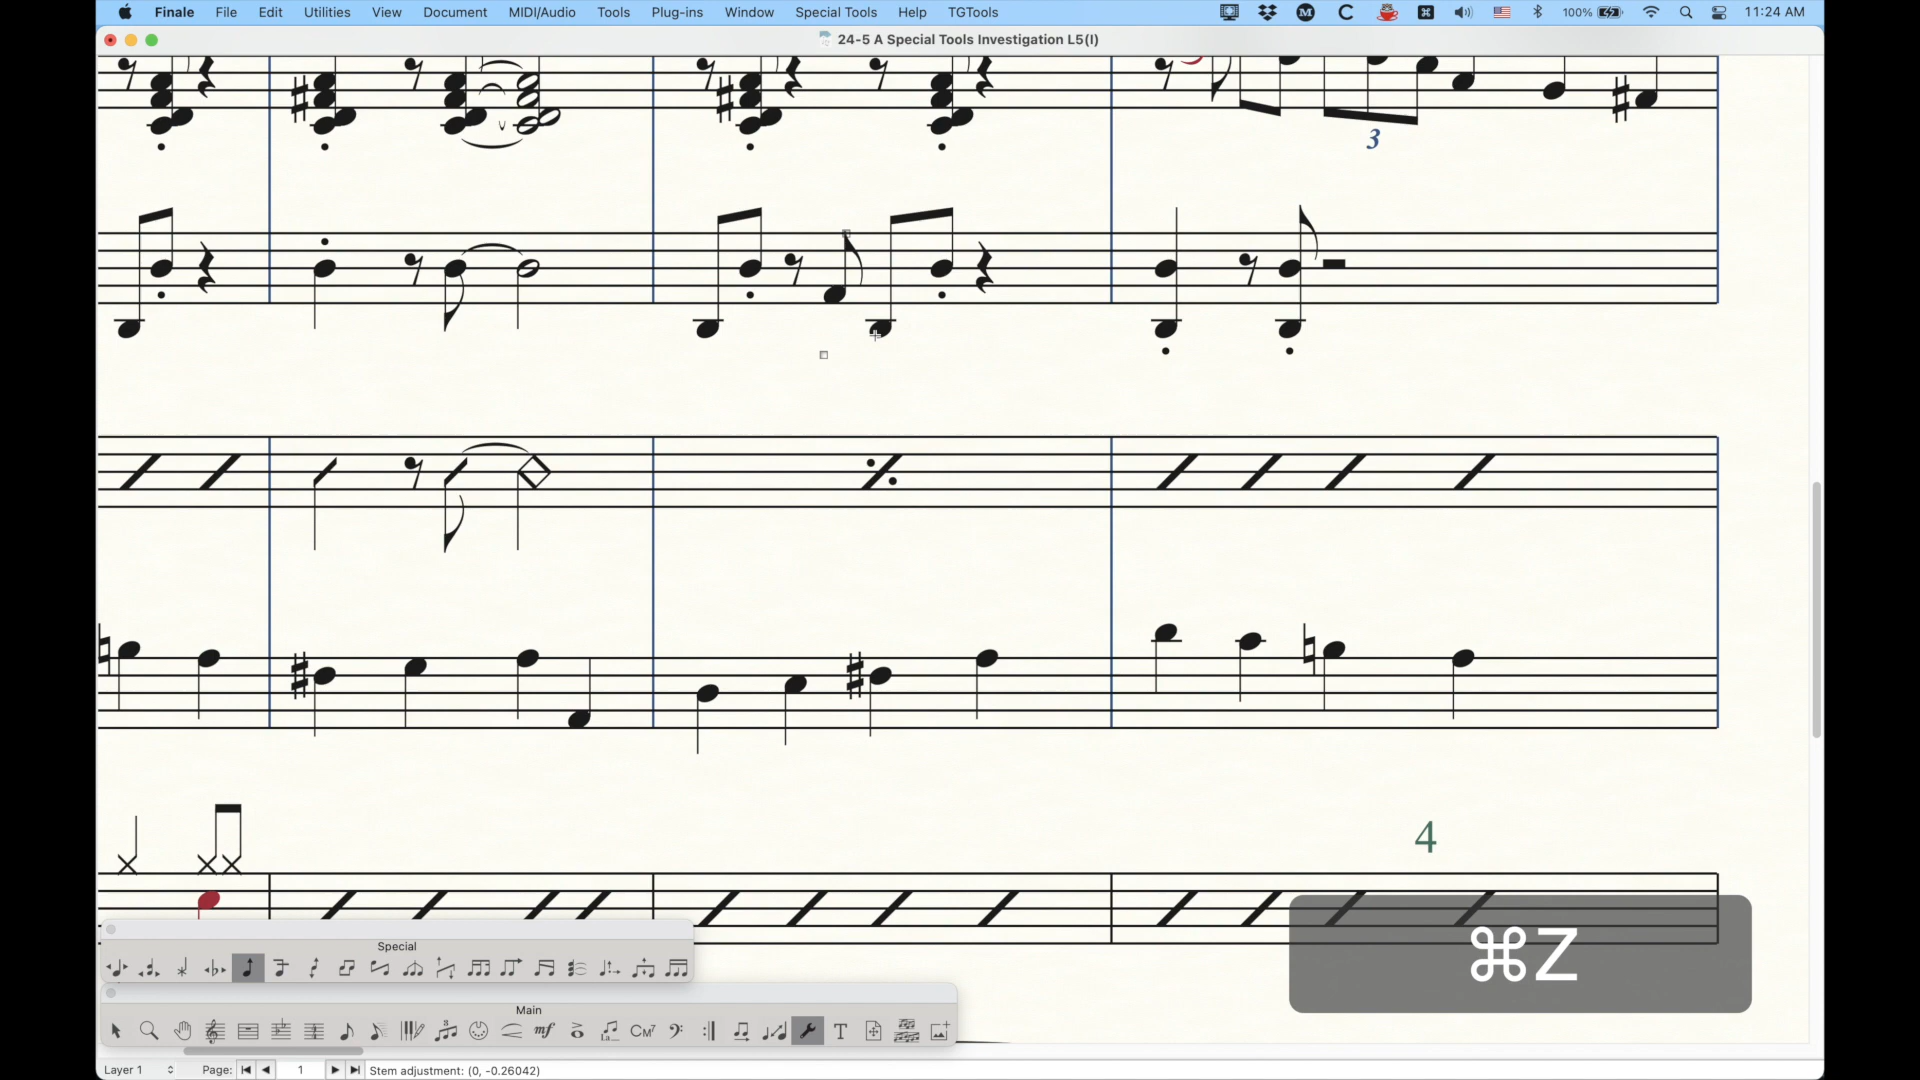 Finale File Edit Utilities View Document MIDI/Audio Tools Plug-ins Window Special Tools Help TGTools 100% 11:24 AM
24-5 A Special Tools Investigation L5(I)
3
4
⌘Z
Special
Main
mf CM7 T
Layer 1 Page: 1 Stem adjustment: (0, -0.26042)